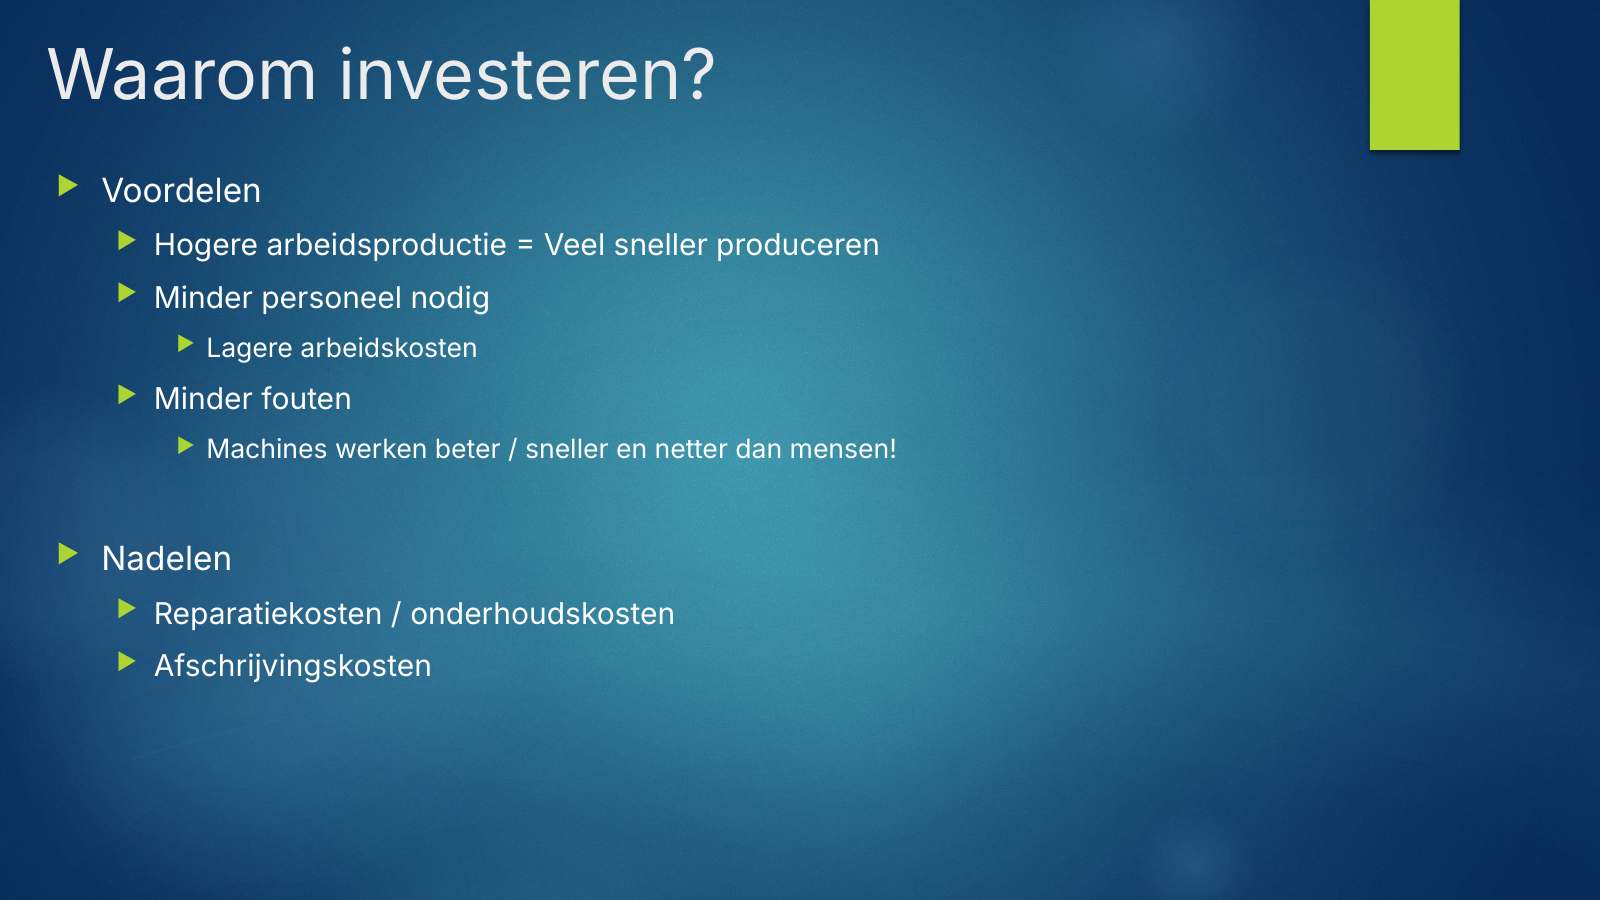 Waarom investeren?
Voordelen
Hogere arbeidsproductie = Veel sneller produceren
Minder personeel nodig
Lagere arbeidskosten
Minder fouten
Machines werken beter / sneller en netter dan mensen!
Nadelen
Reparatiekosten / onderhoudskosten
Afschrijvingskosten